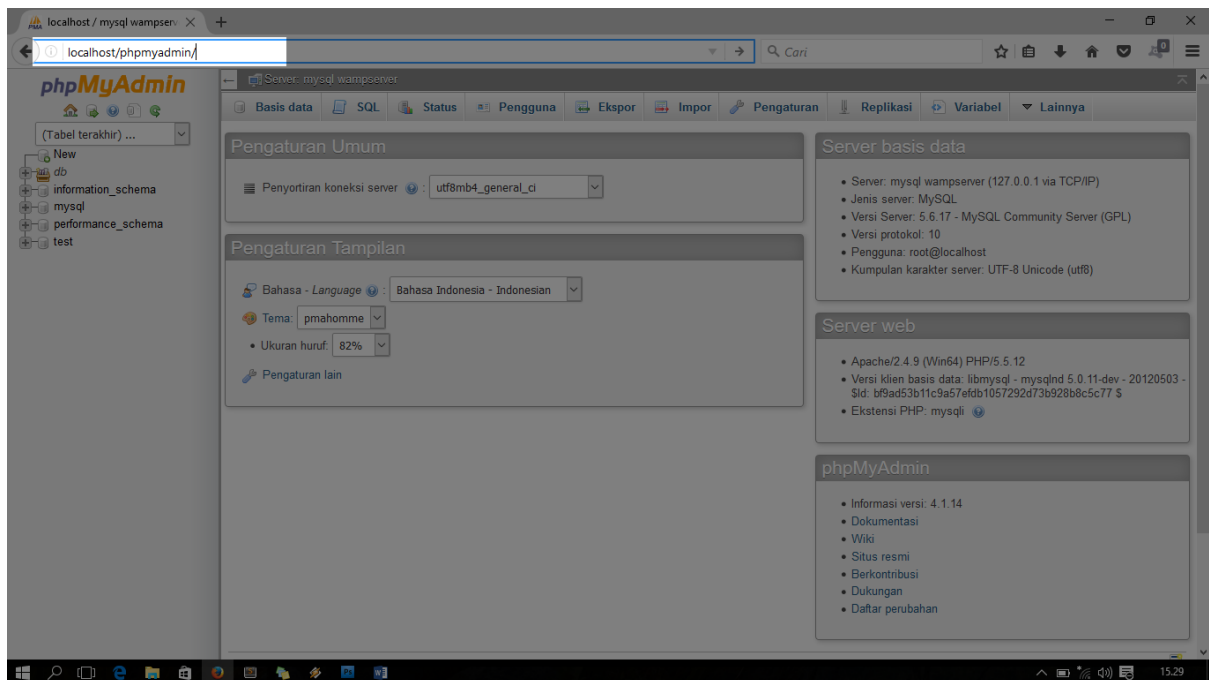 localhost / mysql wampserv
localhost/phpmyadmin/
Cari
phpMyAdmin
(Tabel terakhir) ...
New
db
information_schema
mysql
performance_schema
test
Server: mysql wampserver
Basis data SQL Status Pengguna Ekspor Impor Pengaturan Replikasi Variabel Lainnya
Pengaturan Umum
Penyortiran koneksi server : utf8mb4_general_ci
Pengaturan Tampilan
Bahasa - Language : Bahasa Indonesia - Indonesian
Tema: pmahomme
• Ukuran huruf: 82%
Pengaturan lain
Server basis data
• Server: mysql wampserver (127.0.0.1 via TCP/IP)
• Jenis server: MySQL
• Versi Server: 5.6.17 - MySQL Community Server (GPL)
• Versi protokol: 10
• Pengguna: root@localhost
• Kumpulan karakter server: UTF-8 Unicode (utf8)
Server web
• Apache/2.4.9 (Win64) PHP/5.5.12
• Versi klien basis data: libmysql - mysqlnd 5.0.11-dev - 20120503 -
$Id: bf9ad53b11c9a57efdb1057292d73b928b8c5c77 $
• Ekstensi PHP: mysqli
phpMyAdmin
• Informasi versi: 4.1.14
• Dokumentasi
• Wiki
• Situs resmi
• Berkontribusi
• Dukungan
• Daftar perubahan
15.29